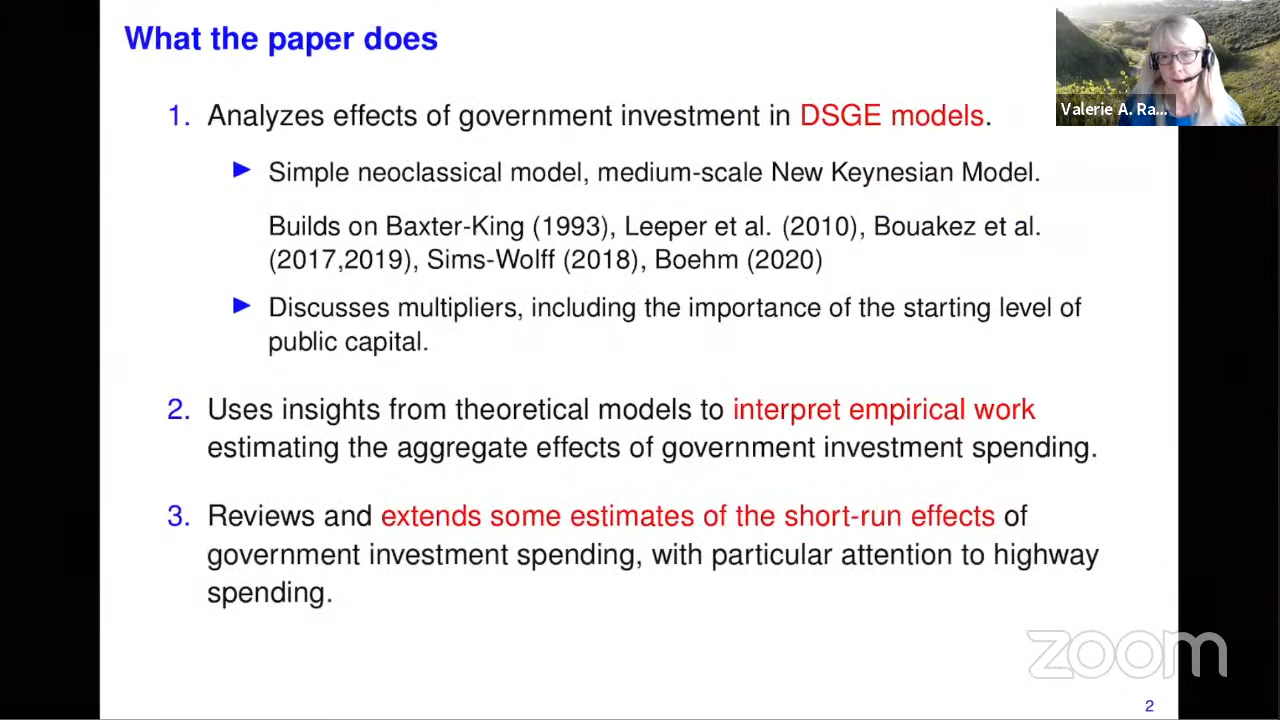 What the paper does
Valerie A. Ra...
1. Analyzes effects of government investment in DSGE models.
Simple neoclassical model, medium-scale New Keynesian Model.
Builds on Baxter-King (1993), Leeper et al. (2010), Bouakez et al.
(2017,2019), Sims-Wolff (2018), Boehm (2020)
Discusses multipliers, including the importance of the starting level of
public capital.
2. Uses insights from theoretical models to interpret empirical work
estimating the aggregate effects of government investment spending.
3. Reviews and extends some estimates of the short-run effects of
government investment spending, with particular attention to highway
spending.
zoom
2